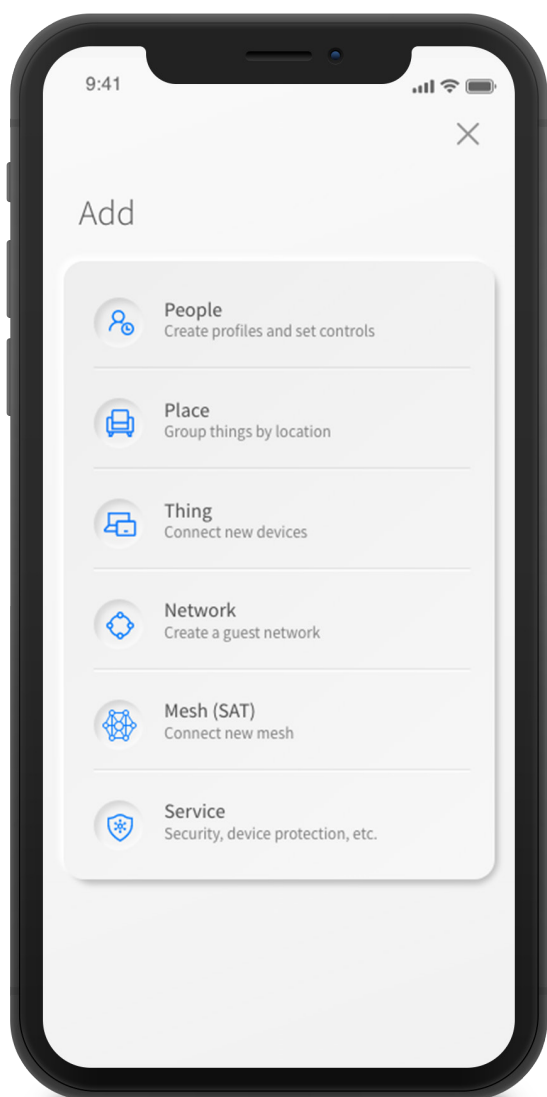 9:41
Add
People
Create profiles and set controls
Place
Group things by location
Thing
Connect new devices
Network
Create a guest network
Mesh (SAT)
Connect new mesh
Service
Security, device protection, etc.